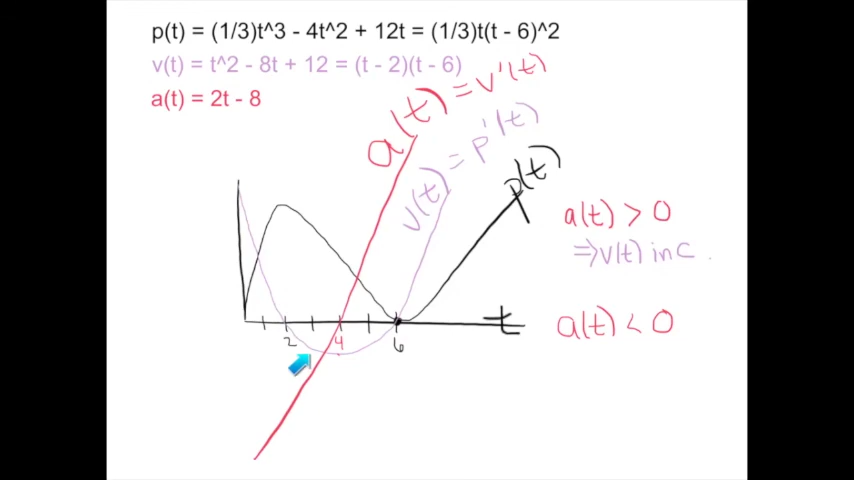 p(t) = (1/3)t^3 - 4t^2 + 12t = (1/3)t(t - 6)^2
v(t) = t^2 - 8t + 12 = (t - 2)(t - 6)
a(t) = 2t - 8
a(t) = v'(t)
v(t) = p'(t)
p(t)
a(t) > 0
⇒ v(t) inc.
a(t) < 0
t
2 4 6